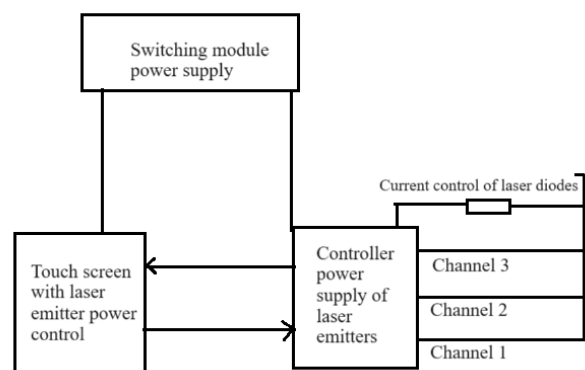 Switching module
power supply
Current control of laser diodes
Touch screen
with laser
emitter power
control
Controller
power
supply of
laser
emitters
Channel 3
Channel 2
Channel 1